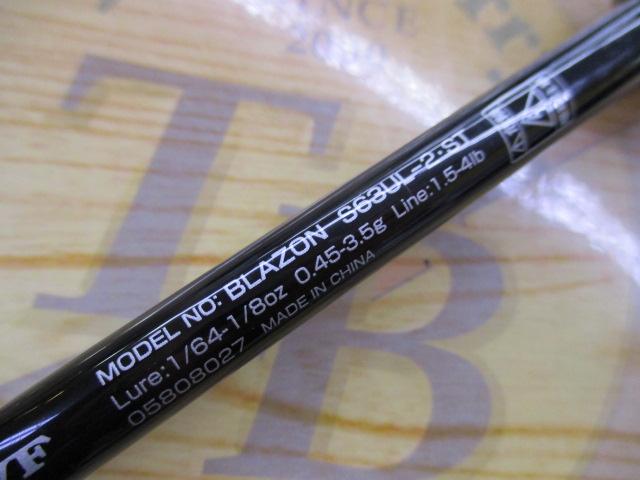 MODEL NO: BLAZON S63UL-2·ST
Lure:1/64-1/8oz 0.45-3.5g Line:1.5-4lb
05808027 MADE IN CHINA
T
B